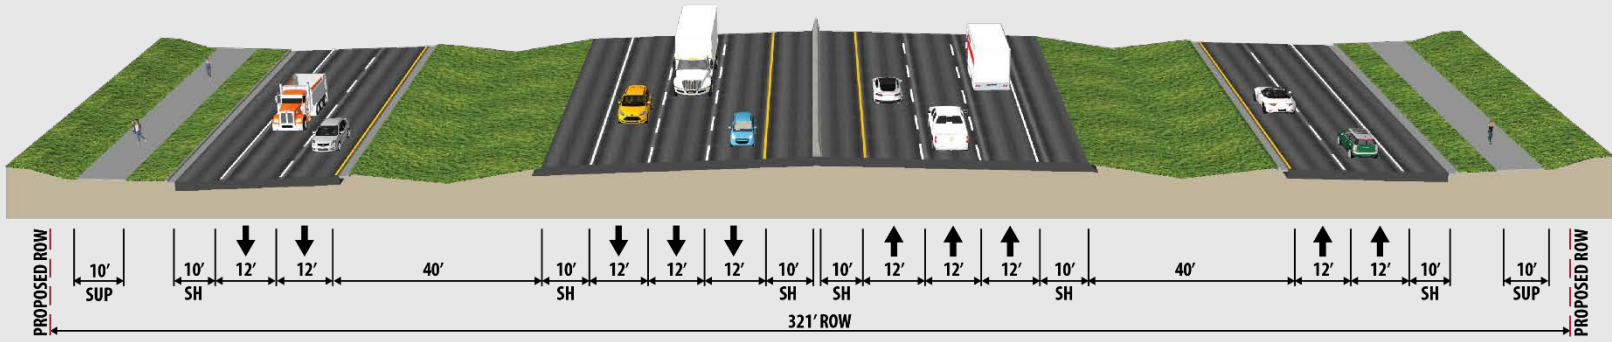 PROPOSED ROW
10' 10' 12' 12' 40' 10' 12' 12' 12' 10' 10' 12' 12' 12' 10' 40' 12' 12' 10' 10'
SUP SH SH SH SH SH SH SUP
321' ROW
PROPOSED ROW